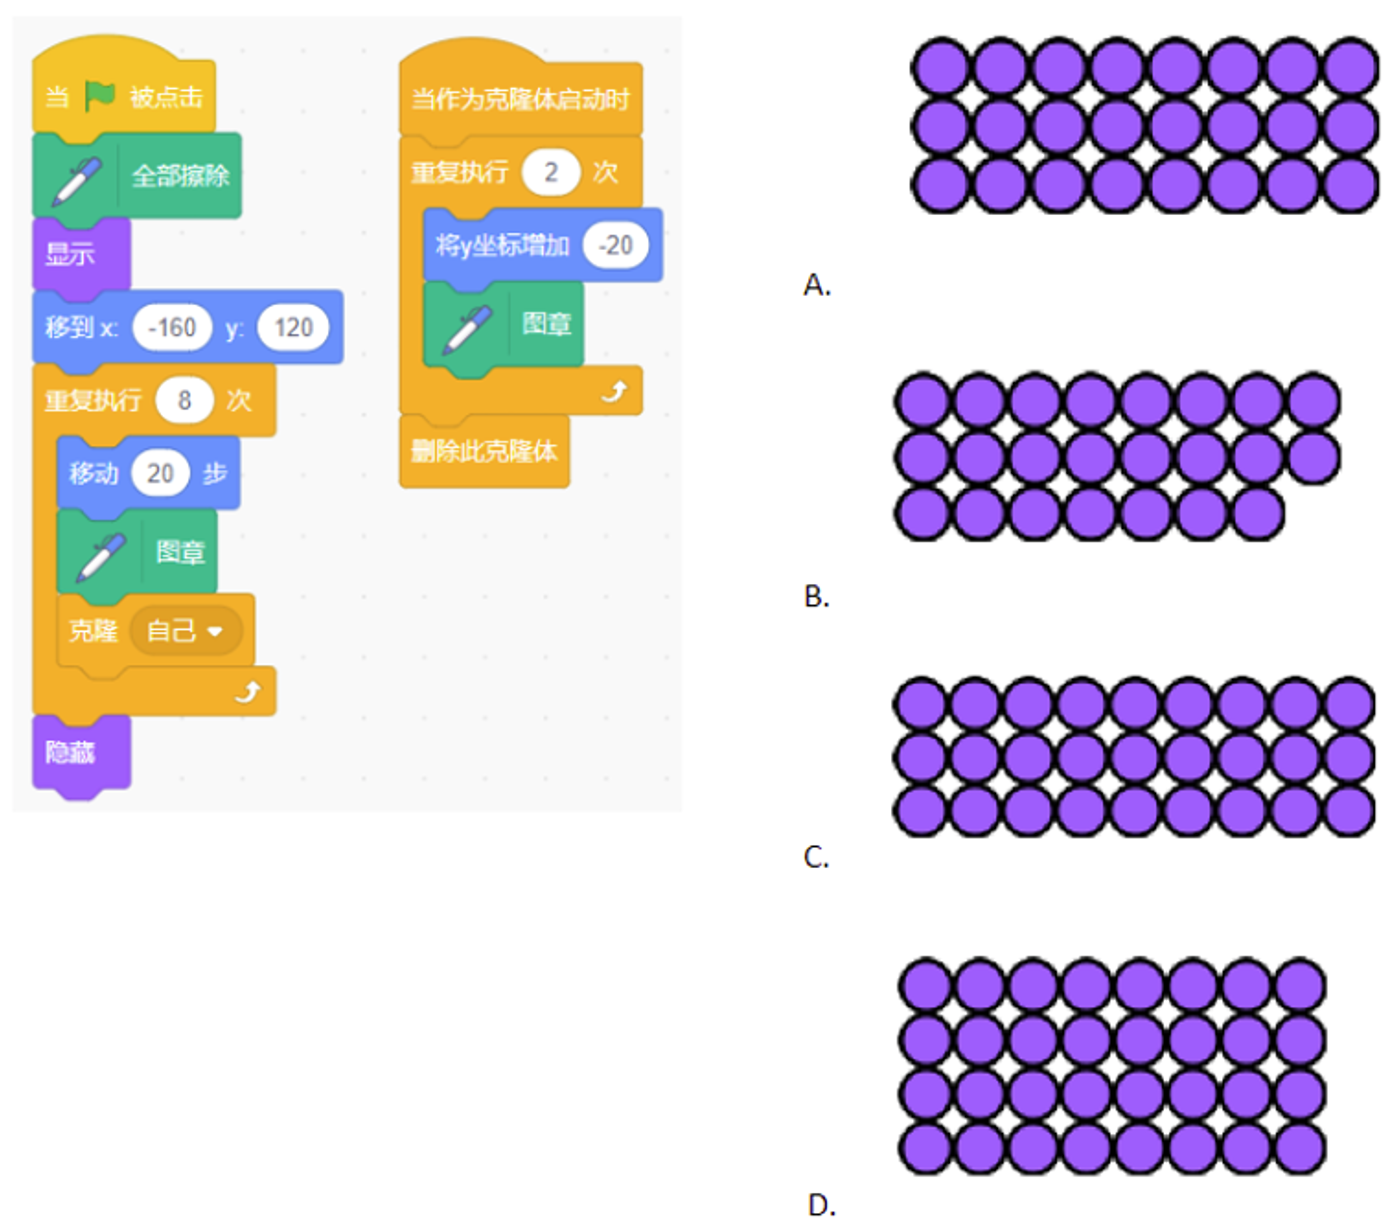 当 被点击
全部擦除
显示
移到 x: -160 y: 120
重复执行 8 次
移动 20 步
图章
克隆 自己
隐藏
当作为克隆体启动时
重复执行 2 次
将y坐标增加 -20
图章
删除此克隆体
A.
B.
C.
D.